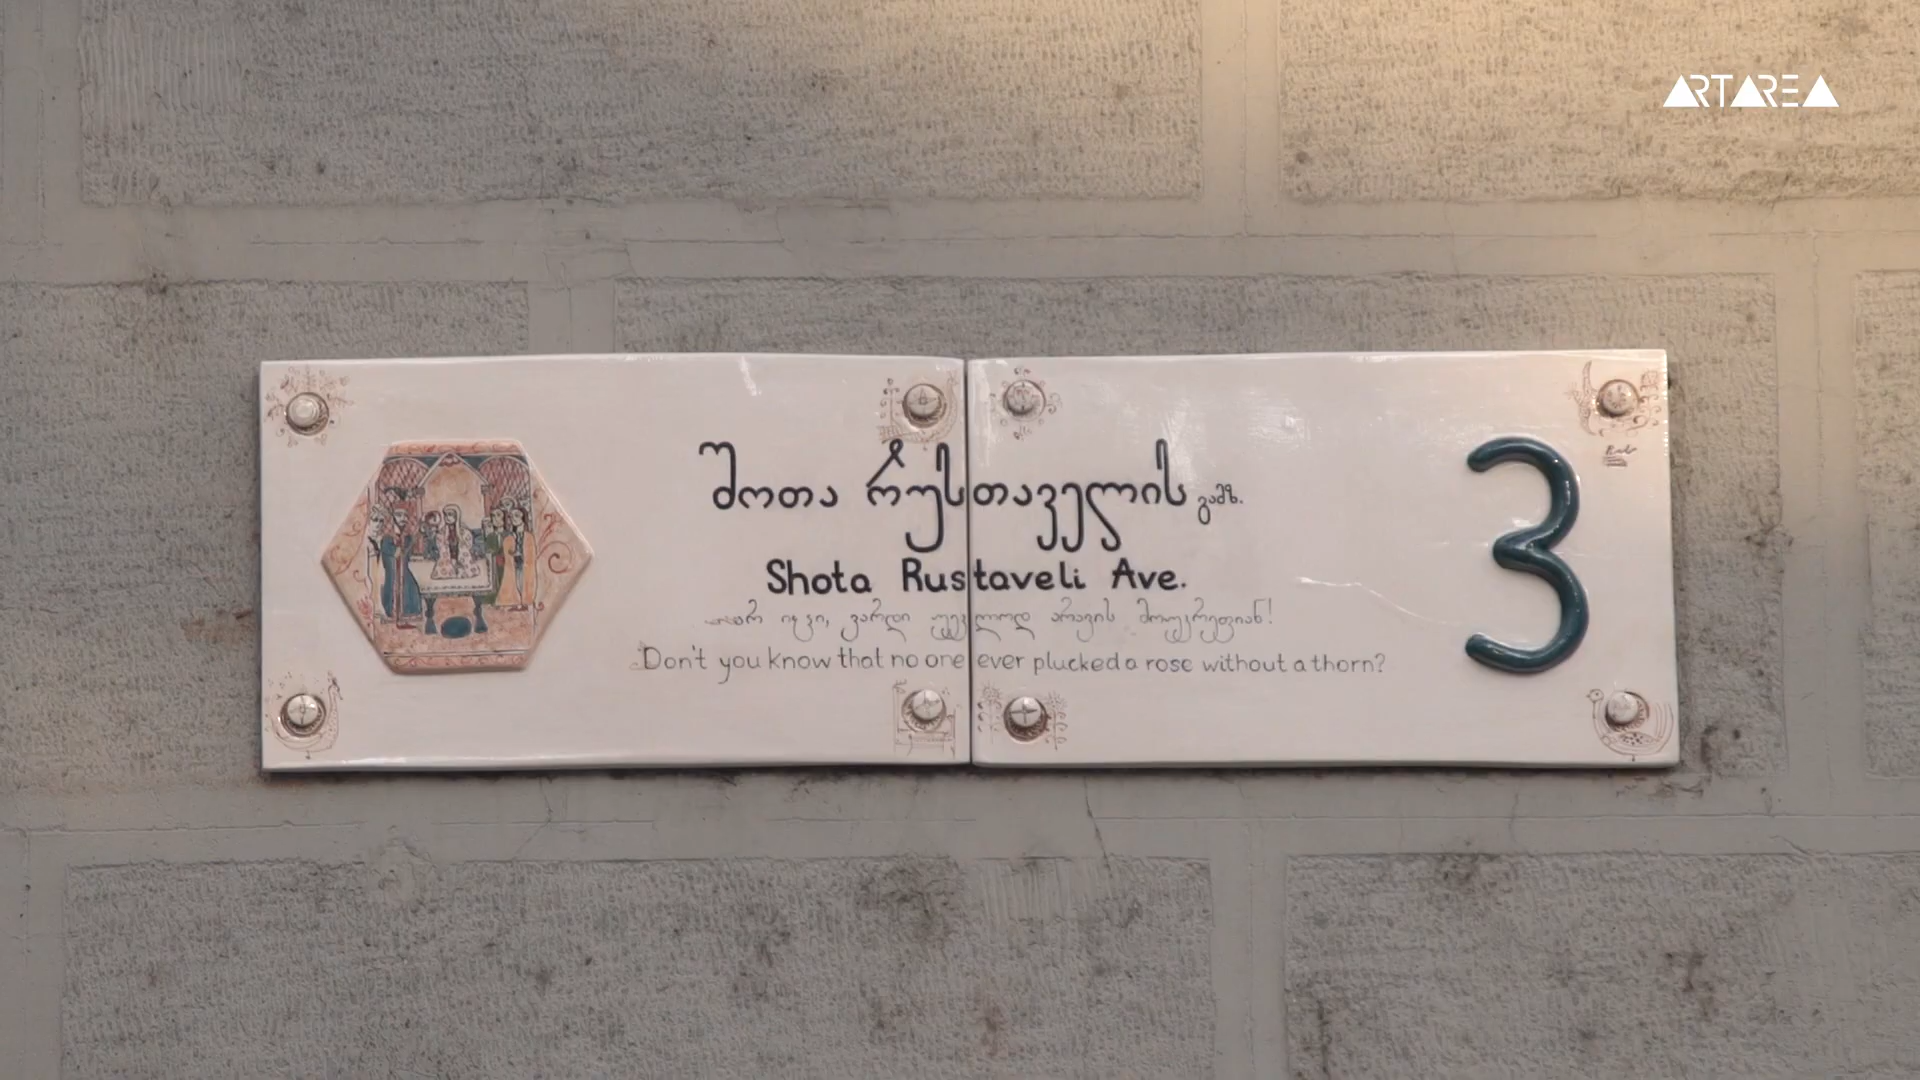 ARTAREA
შოთა რუსთაველის გამზ. 3
Shota Rustaveli Ave.
არ იცი, ვარდი უეკლოდ არავის მოუკრეფიან!
Don't you know that no one ever plucked a rose without a thorn?